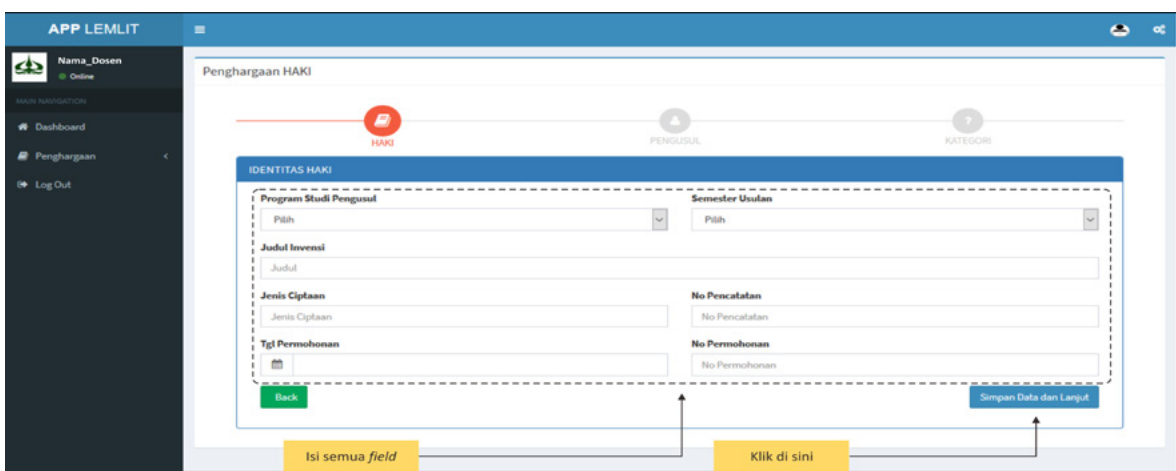 APP LEMLIT
Nama_Dosen
Online
MAIN NAVIGATION
Dashboard
Penghargaan
Log Out
Penghargaan HAKI
HAKI
PENGUSUL
KATEGORI
IDENTITAS HAKI
Program Studi Pengusul Semester Usulan
Pilih Pilih
Judul Invensi
Judul
Jenis Ciptaan No Pencatatan
Jenis Ciptaan No Pencatatan
Tgl Permohonan No Permohonan
No Permohonan
Back Simpan Data dan Lanjut
Isi semua field Klik di sini